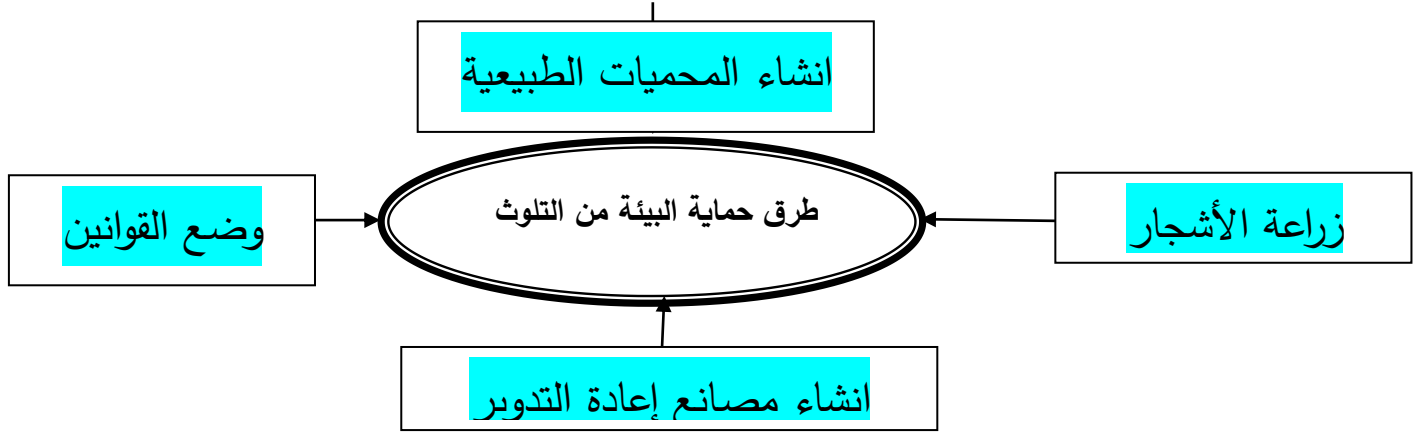 انشاء المحميات الطبيعية
طرق حماية البيئة من التلوث
زراعة الأشجار
وضع القوانين
انشاء مصانع إعادة التدوير